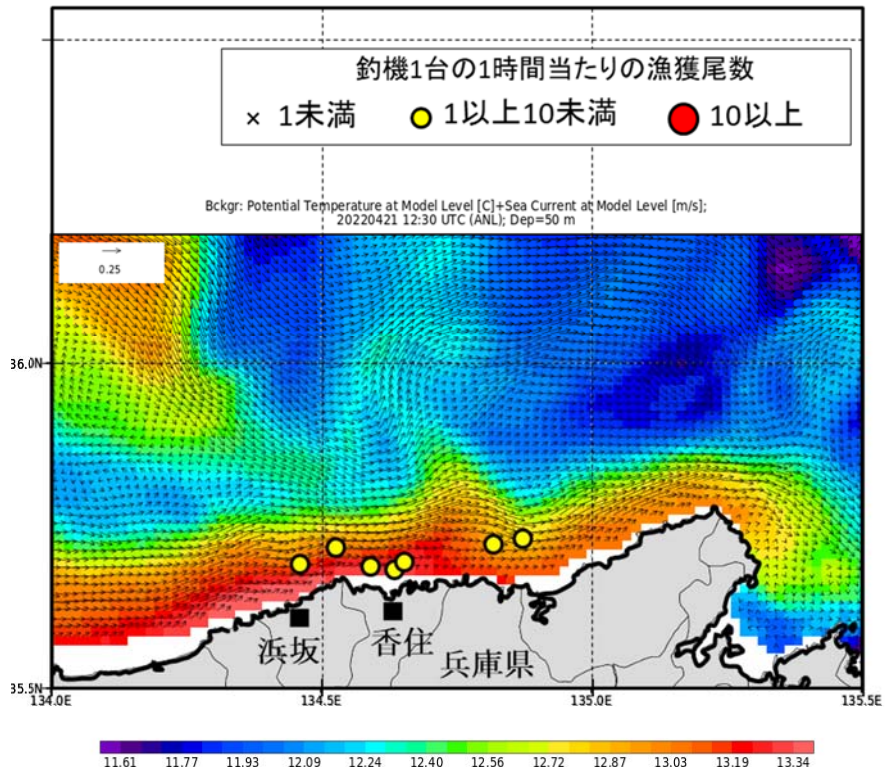 釣機1台の1時間当たりの漁獲尾数
× 1未満 1以上10未満 10以上
Bckgr: Potential Temperature at Model Level [C]+Sea Current at Model Level [m/s];
20220421 12:30 UTC (ANL); Dep=50 m
0.25
36.0N
浜坂
香住
兵庫県
35.5N
134.0E 134.5E 135.0E 135.5E
11.61 11.77 11.93 12.09 12.24 12.40 12.56 12.72 12.87 13.03 13.19 13.34